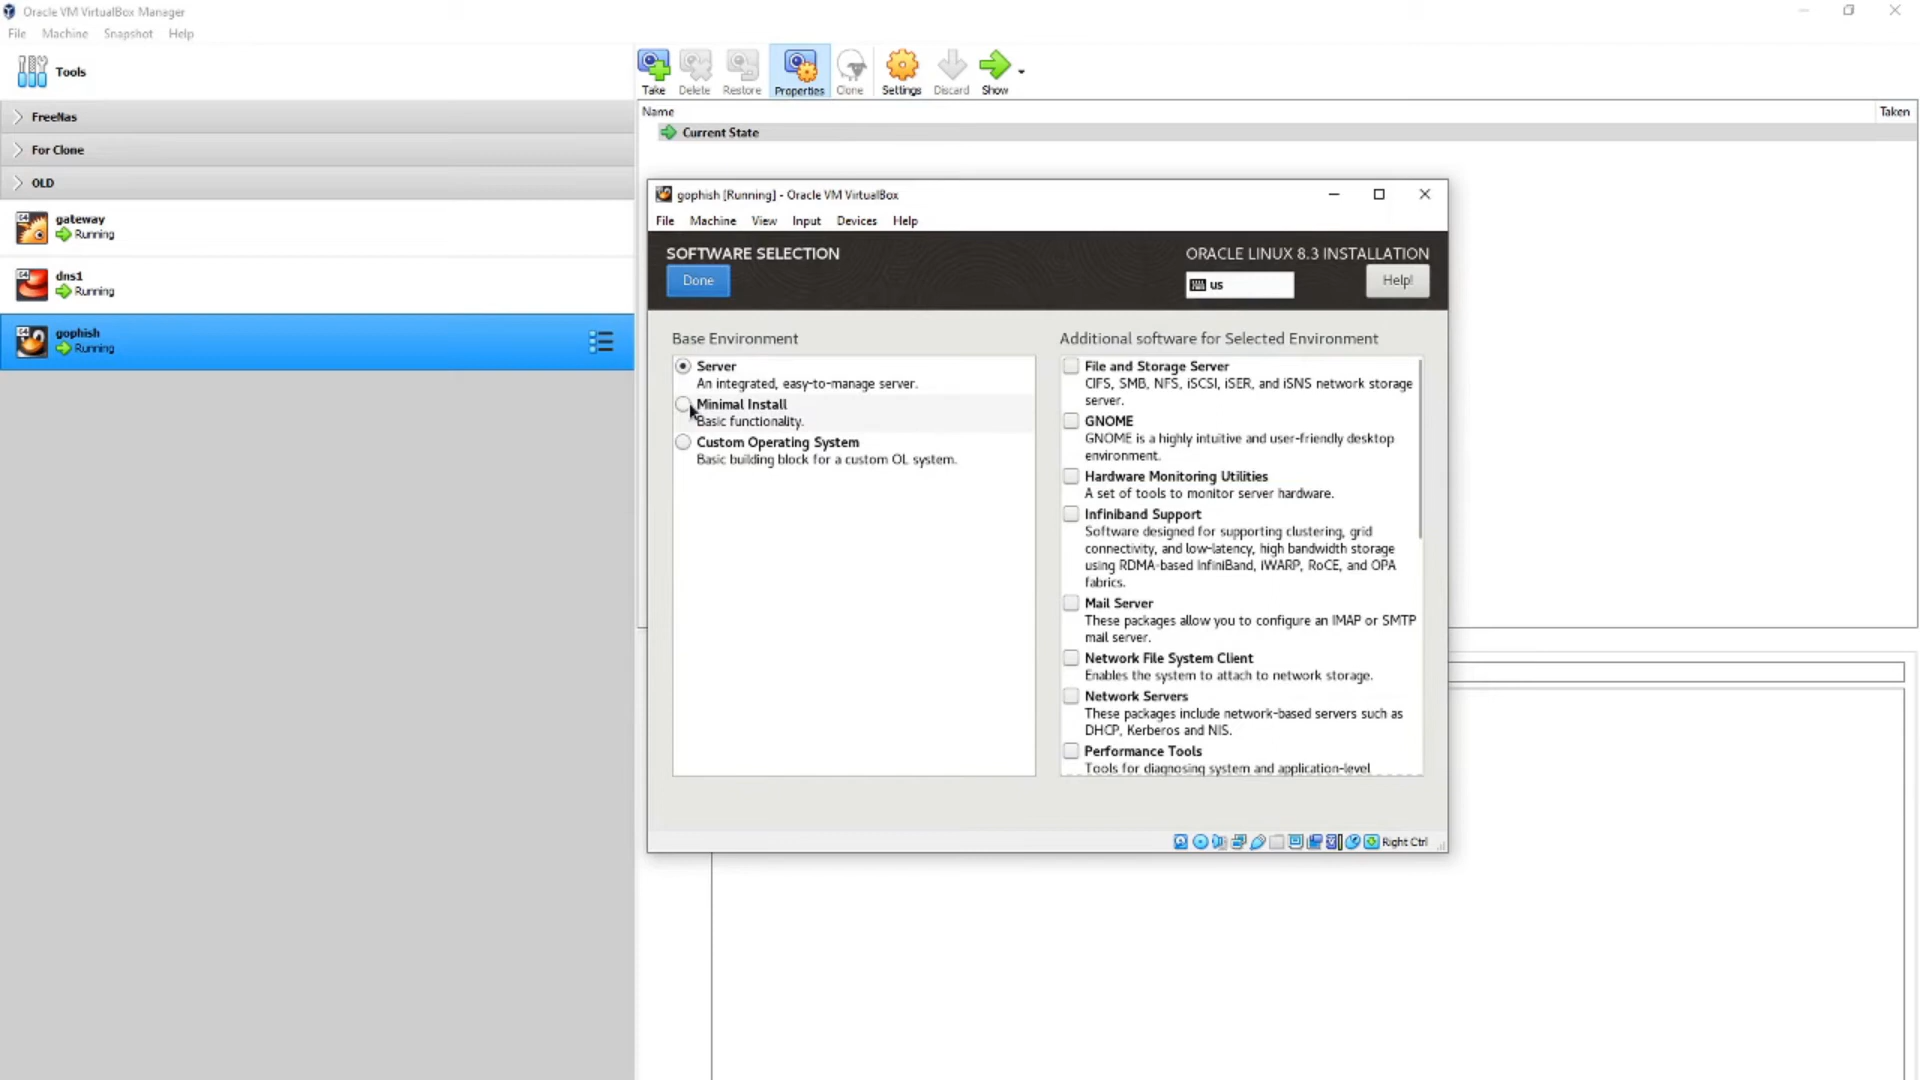 Oracle VM VirtualBox Manager
File Machine Snapshot Help
Tools
FreeNas
For Clone
OLD
gateway
Running
dns1
Running
gophish
Running
Take Delete Restore Properties Clone Settings Discard Show
Name Taken
Current State
gophish [Running] - Oracle VM VirtualBox
File Machine View Input Devices Help
SOFTWARE SELECTION
Done
ORACLE LINUX 8.3 INSTALLATION
us
Help!
Base Environment
Server
An integrated, easy-to-manage server.
Minimal Install
Basic functionality.
Custom Operating System
Basic building block for a custom OL system.
Additional software for Selected Environment
File and Storage Server
CIFS, SMB, NFS, iSCSI, iSER, and iSNS network storage
server.
GNOME
GNOME is a highly intuitive and user-friendly desktop
environment.
Hardware Monitoring Utilities
A set of tools to monitor server hardware.
Infiniband Support
Software designed for supporting clustering, grid
connectivity, and low-latency, high bandwidth storage
using RDMA-based InfiniBand, iWARP, RoCE, and OPA
fabrics.
Mail Server
These packages allow you to configure an IMAP or SMTP
mail server.
Network File System Client
Enables the system to attach to network storage.
Network Servers
These packages include network-based servers such as
DHCP, Kerberos and NIS.
Performance Tools
Tools for diagnosing system and application-level
Right Ctrl